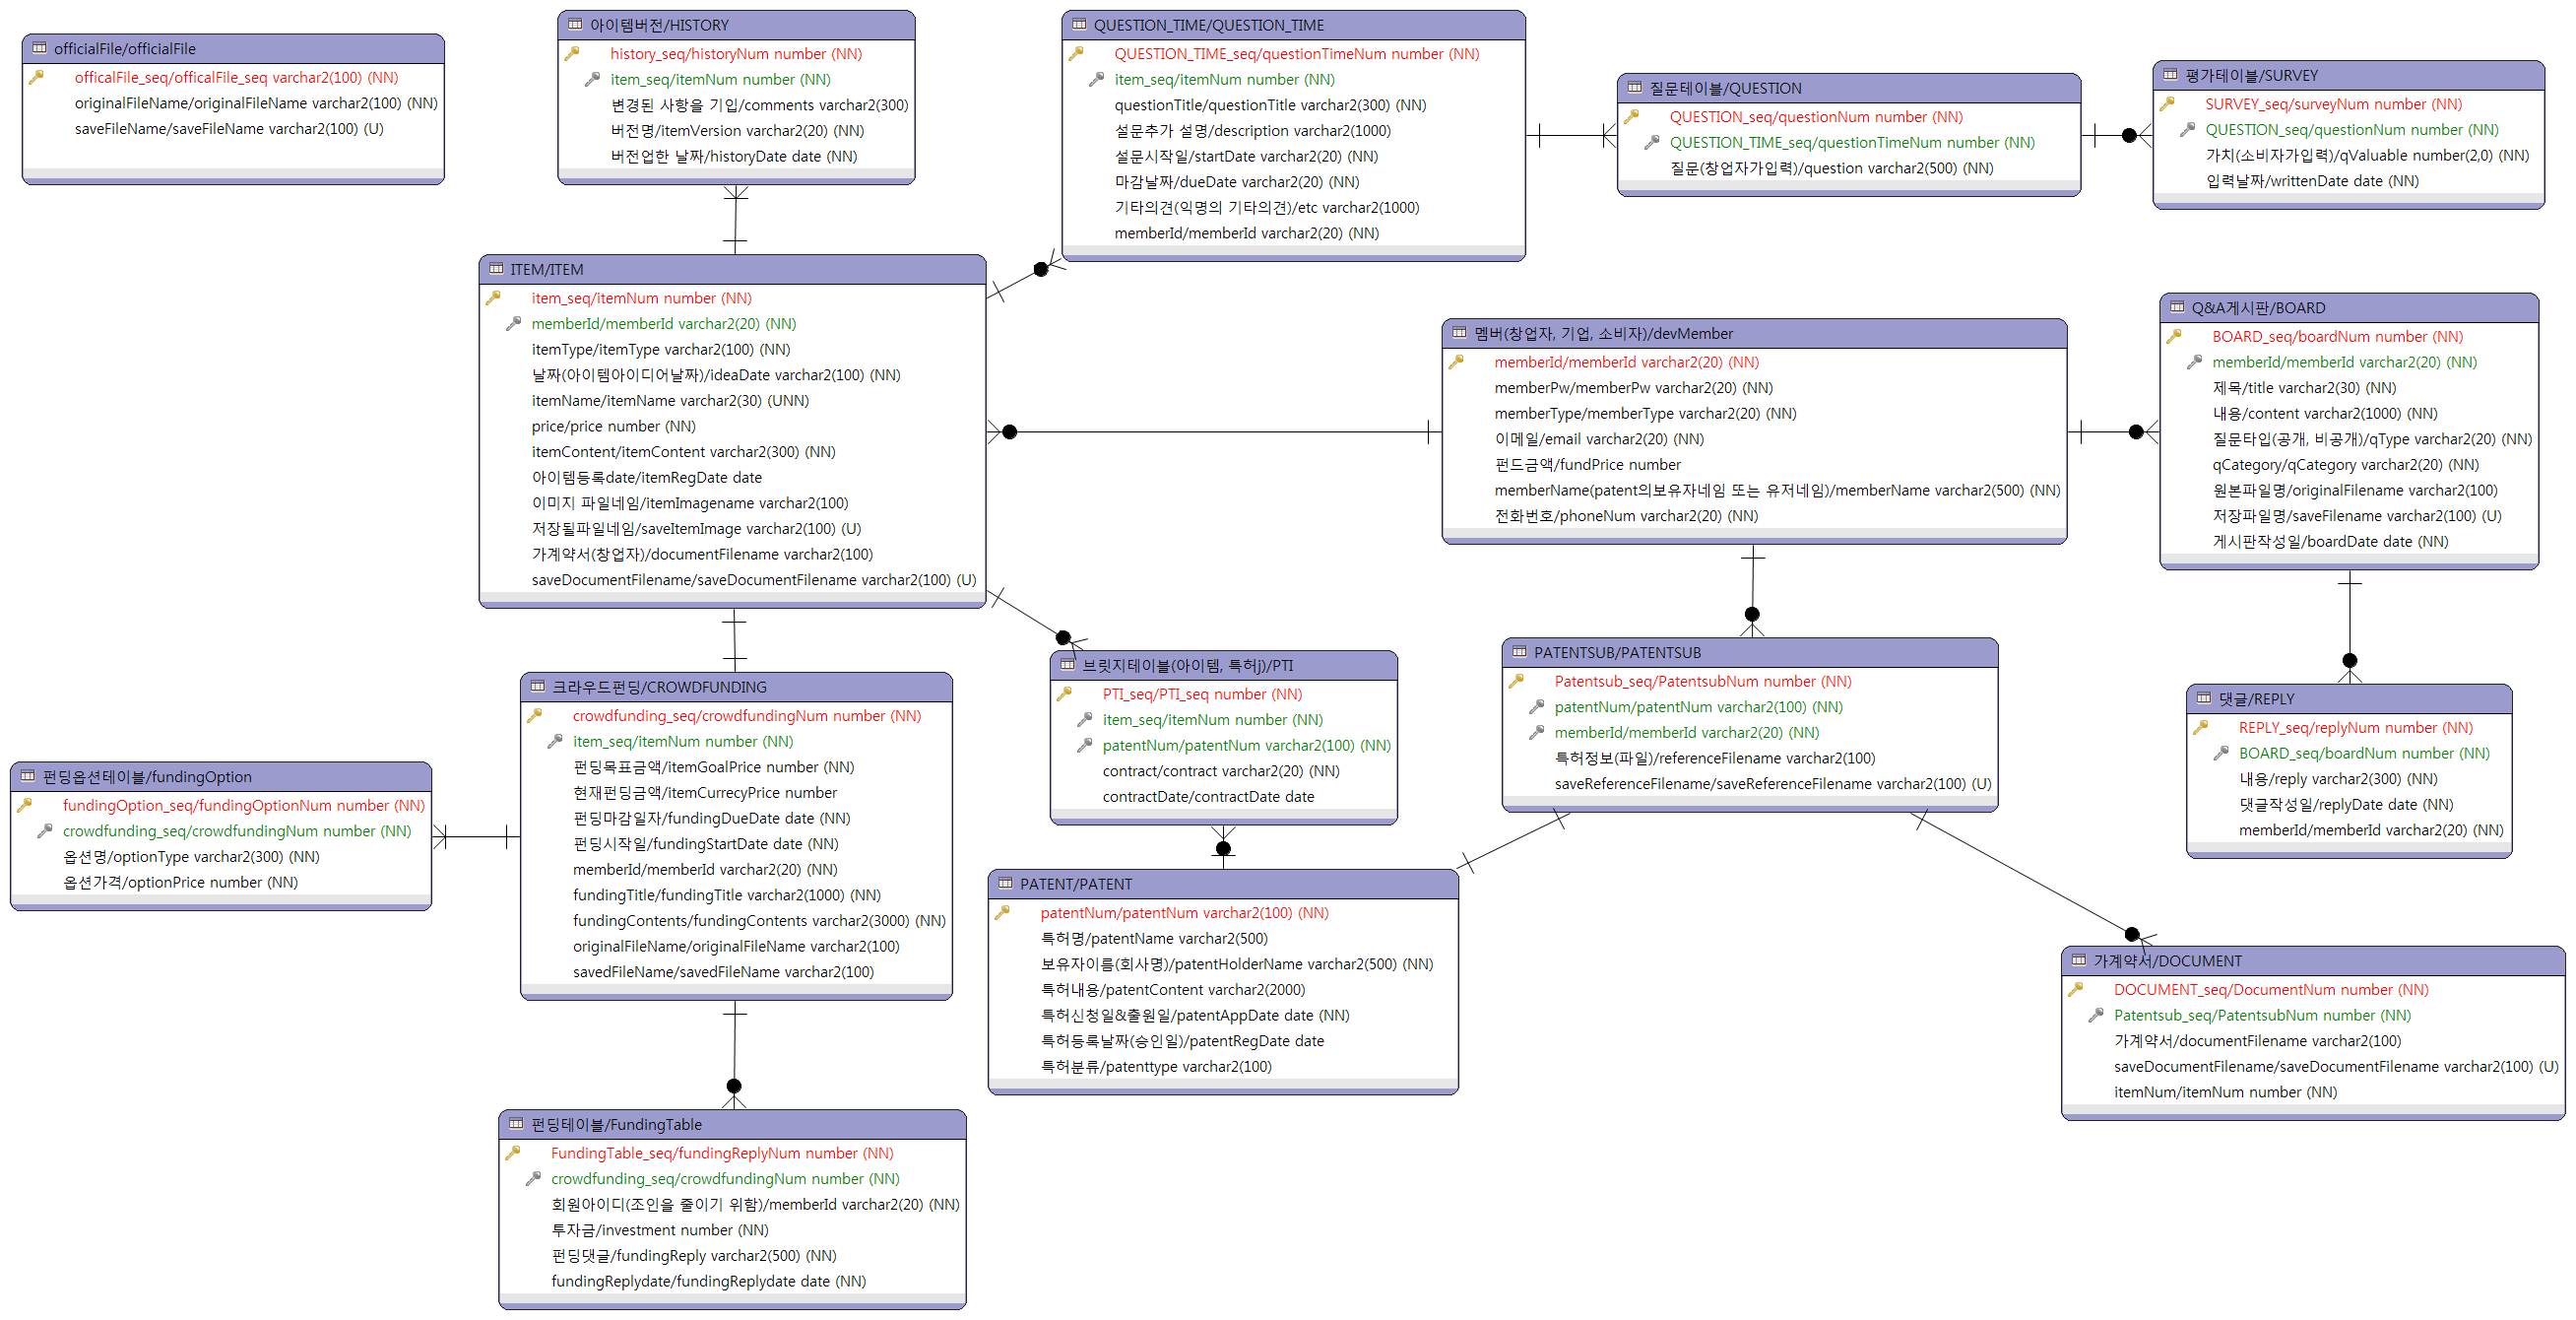 officialFile/officialFile
officalFile_seq/officalFile_seq varchar2(100) (NN)
originalFileName/originalFileName varchar2(100) (NN)
saveFileName/saveFileName varchar2(100) (U)
아이템버전/HISTORY
history_seq/historyNum number (NN)
item_seq/itemNum number (NN)
변경된 사항을 기입/comments varchar2(300)
버전명/itemVersion varchar2(20) (NN)
버전업한 날짜/historyDate date (NN)
QUESTION_TIME/QUESTION_TIME
QUESTION_TIME_seq/questionTimeNum number (NN)
item_seq/itemNum number (NN)
questionTitle/questionTitle varchar2(300) (NN)
설문추가 설명/description varchar2(1000)
설문시작일/startDate varchar2(20) (NN)
마감날짜/dueDate varchar2(20) (NN)
기타의견(익명의 기타의견)/etc varchar2(1000)
memberId/memberId varchar2(20) (NN)
질문테이블/QUESTION
QUESTION_seq/questionNum number (NN)
QUESTION_TIME_seq/questionTimeNum number (NN)
질문(창업자가입력)/question varchar2(500) (NN)
평가테이블/SURVEY
SURVEY_seq/surveyNum number (NN)
QUESTION_seq/questionNum number (NN)
가치(소비자가입력)/qValuable number(2,0) (NN)
입력날짜/writtenDate date (NN)
ITEM/ITEM
item_seq/itemNum number (NN)
memberId/memberId varchar2(20) (NN)
itemType/itemType varchar2(100) (NN)
날짜(아이템아이디어날짜)/ideaDate varchar2(100) (NN)
itemName/itemName varchar2(30) (UNN)
price/price number (NN)
itemContent/itemContent varchar2(300) (NN)
아이템등록date/itemRegDate date
이미지 파일네임/itemImagename varchar2(100)
저장될파일네임/saveItemImage varchar2(100) (U)
가계약서(창업자)/documentFilename varchar2(100)
saveDocumentFilename/saveDocumentFilename varchar2(100) (U)
멤버(창업자, 기업, 소비자)/devMember
memberId/memberId varchar2(20) (NN)
memberPw/memberPw varchar2(20) (NN)
memberType/memberType varchar2(20) (NN)
이메일/email varchar2(20) (NN)
펀드금액/fundPrice number
memberName(patent의보유자네임 또는 유저네임)/memberName varchar2(500) (NN)
전화번호/phoneNum varchar2(20) (NN)
Q&A게시판/BOARD
BOARD_seq/boardNum number (NN)
memberId/memberId varchar2(20) (NN)
제목/title varchar2(30) (NN)
내용/content varchar2(1000) (NN)
질문타입(공개, 비공개)/qType varchar2(20) (NN)
qCategory/qCategory varchar2(20) (NN)
원본파일명/originalFilename varchar2(100)
저장파일명/saveFilename varchar2(100) (U)
게시판작성일/boardDate date (NN)
크라우드펀딩/CROWDFUNDING
crowdfunding_seq/crowdfundingNum number (NN)
item_seq/itemNum number (NN)
펀딩목표금액/itemGoalPrice number (NN)
현재펀딩금액/itemCurrecyPrice number
펀딩마감일자/fundingDueDate date (NN)
펀딩시작일/fundingStartDate date (NN)
memberId/memberId varchar2(20) (NN)
fundingTitle/fundingTitle varchar2(1000) (NN)
fundingContents/fundingContents varchar2(3000) (NN)
originalFileName/originalFileName varchar2(100)
savedFileName/savedFileName varchar2(100)
브릿지테이블(아이템, 특허j)/PTI
PTI_seq/PTI_seq number (NN)
item_seq/itemNum number (NN)
patentNum/patentNum varchar2(100) (NN)
contract/contract varchar2(20) (NN)
contractDate/contractDate date
PATENTSUB/PATENTSUB
Patentsub_seq/PatentsubNum number (NN)
patentNum/patentNum varchar2(100) (NN)
memberId/memberId varchar2(20) (NN)
특허정보(파일)/referenceFilename varchar2(100)
saveReferenceFilename/saveReferenceFilename varchar2(100) (U)
댓글/REPLY
REPLY_seq/replyNum number (NN)
BOARD_seq/boardNum number (NN)
내용/reply varchar2(300) (NN)
댓글작성일/replyDate date (NN)
memberId/memberId varchar2(20) (NN)
펀딩옵션테이블/fundingOption
fundingOption_seq/fundingOptionNum number (NN)
crowdfunding_seq/crowdfundingNum number (NN)
옵션명/optionType varchar2(300) (NN)
옵션가격/optionPrice number (NN)
PATENT/PATENT
patentNum/patentNum varchar2(100) (NN)
특허명/patentName varchar2(500)
보유자이름(회사명)/patentHolderName varchar2(500) (NN)
특허내용/patentContent varchar2(2000)
특허신청일&출원일/patentAppDate date (NN)
특허등록날짜(승인일)/patentRegDate date
특허분류/patenttype varchar2(100)
가계약서/DOCUMENT
DOCUMENT_seq/DocumentNum number (NN)
Patentsub_seq/PatentsubNum number (NN)
가계약서/documentFilename varchar2(100)
saveDocumentFilename/saveDocumentFilename varchar2(100) (U)
itemNum/itemNum number (NN)
펀딩테이블/FundingTable
FundingTable_seq/fundingReplyNum number (NN)
crowdfunding_seq/crowdfundingNum number (NN)
회원아이디(조인을 줄이기 위함)/memberId varchar2(20) (NN)
투자금/investment number (NN)
펀딩댓글/fundingReply varchar2(500) (NN)
fundingReplydate/fundingReplydate date (NN)